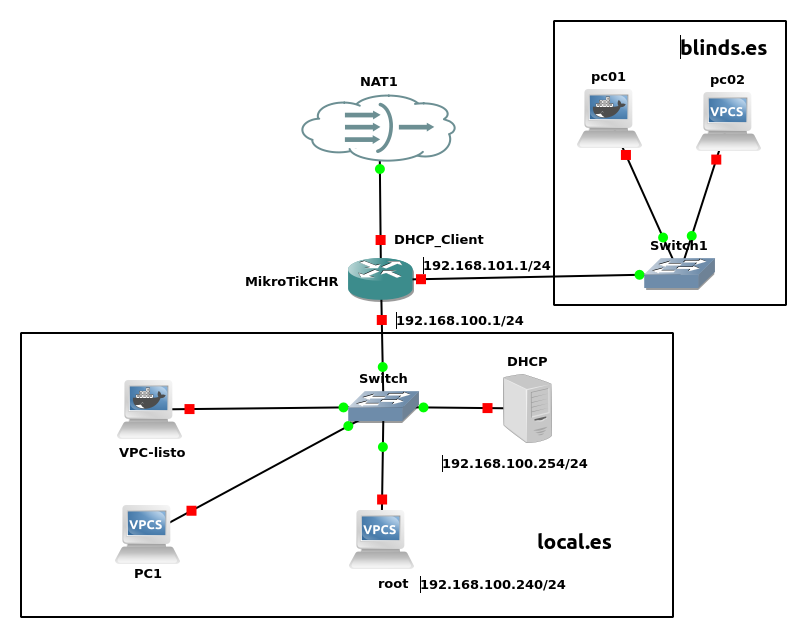 blinds.es
pc01
pc02
VPCS
NAT1
DHCP_Client
Switch1
192.168.101.1/24
MikroTikCHR
192.168.100.1/24
DHCP
Switch
VPC-listo
192.168.100.254/24
VPCS
VPCS
local.es
PC1
root
192.168.100.240/24